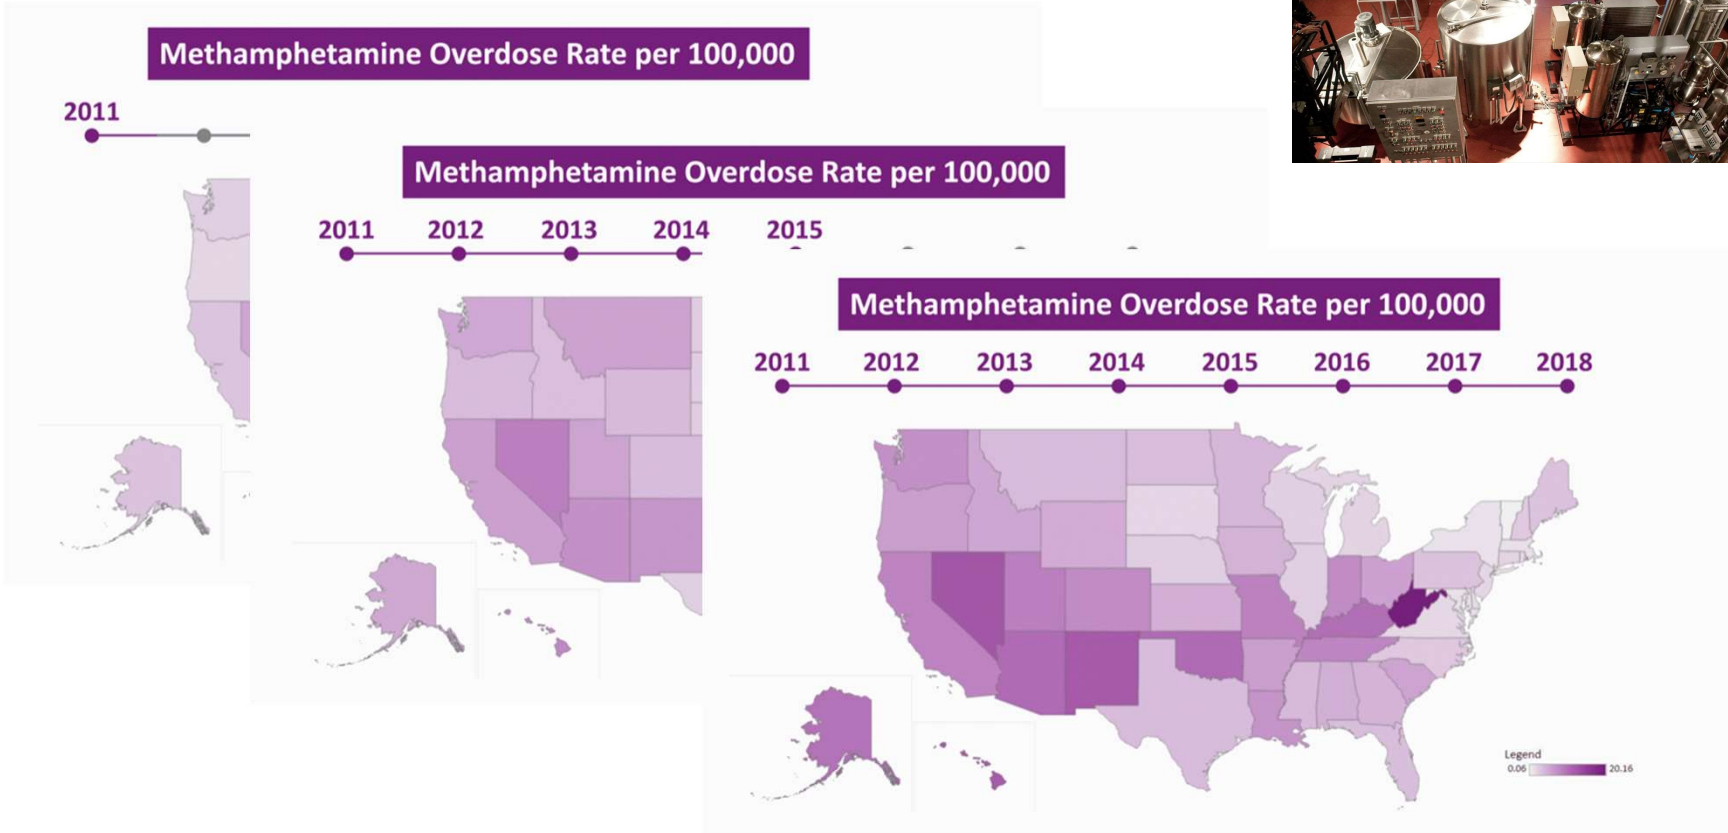 Methamphetamine Overdose Rate per 100,000
2011
Methamphetamine Overdose Rate per 100,000
2011 2012 2013 2014 2015
Methamphetamine Overdose Rate per 100,000
2011 2012 2013 2014 2015 2016 2017 2018
Legend
0.06 20.16